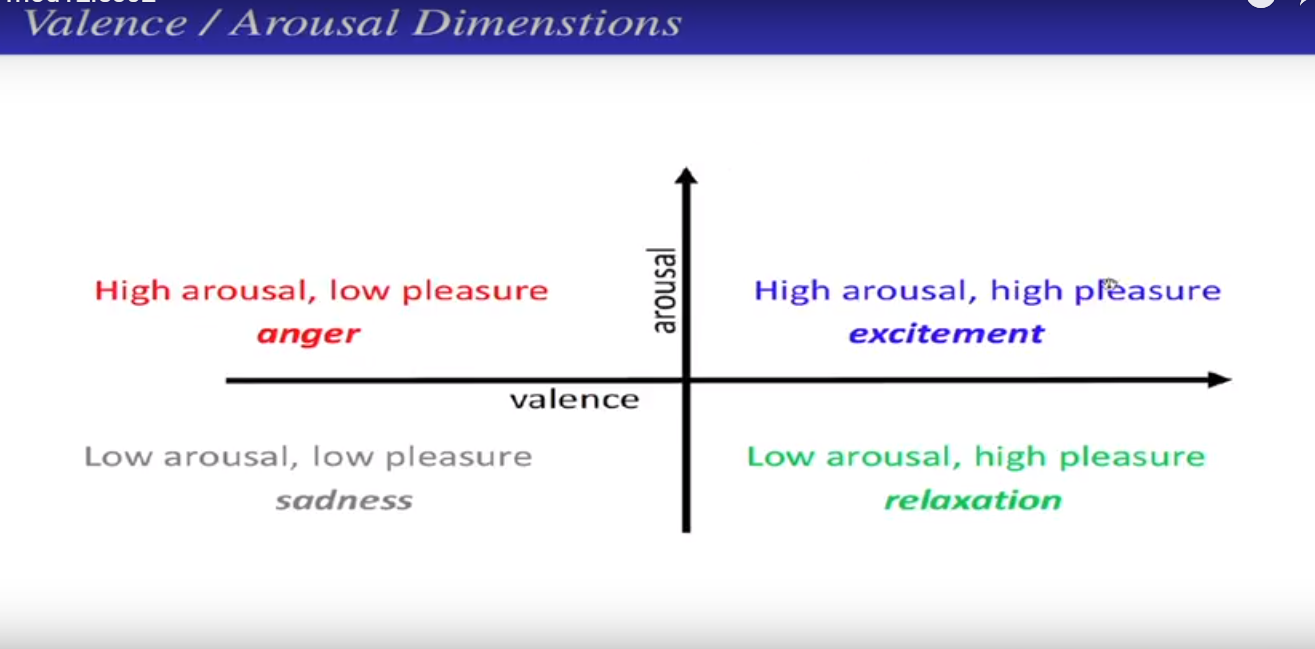 Valence / Arousal Dimenstions
arousal
High arousal, low pleasure
anger
High arousal, high pleasure
excitement
valence
Low arousal, low pleasure
sadness
Low arousal, high pleasure
relaxation